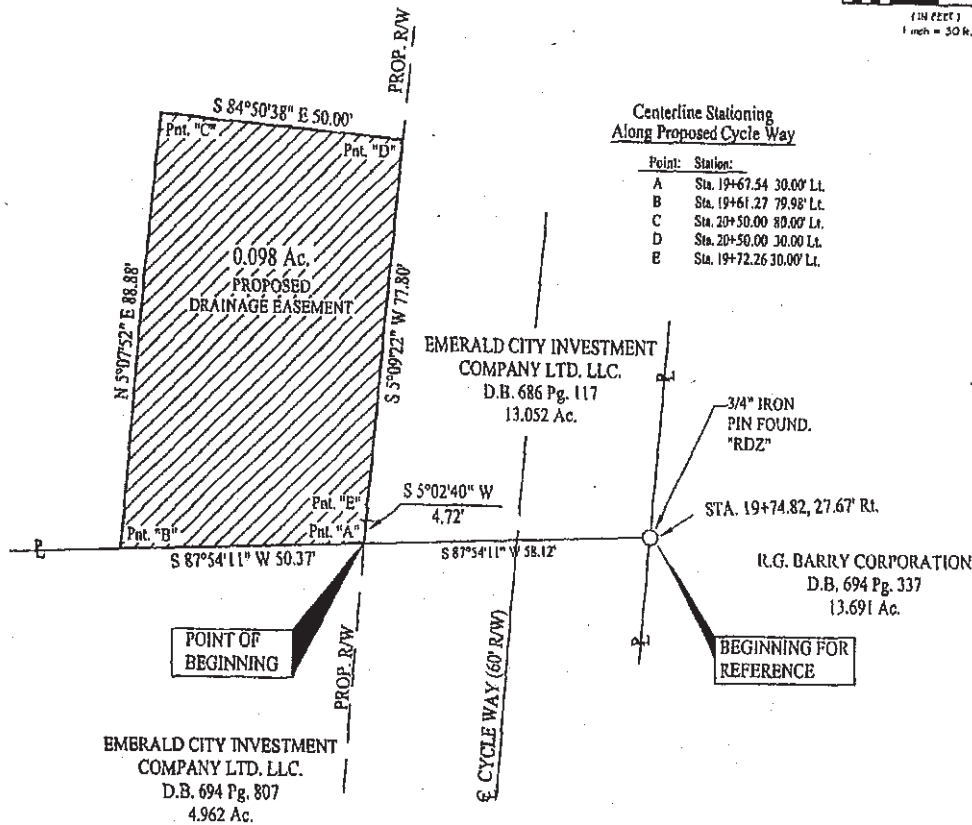 (IN FEET)
1 inch = 30 ft.
PROP. R/W
S 84°50'38" E 50.00'
Pnt. "C"
Pnt. "D"
Centerline Stationing
Along Proposed Cycle Way
Point: Station:
A Sta. 19+67.54 30.00' Lt.
B Sta. 19+61.27 79.98' Lt.
C Sta. 20+50.00 80.00' Lt.
D Sta. 20+50.00 30.00' Lt.
E Sta. 19+72.26 30.00' Lt.
0.098 Ac.
PROPOSED
DRAINAGE EASEMENT
N 5°07'52" E 88.88'
S 5°09'22" W 77.80'
EMERALD CITY INVESTMENT
COMPANY LTD. LLC.
D.B. 686 Pg. 117
13.052 Ac.
PL
3/4" IRON
PIN FOUND.
"RDZ"
Pnt. "E"
S 5°02'40" W
4.72'
STA. 19+74.82, 27.67' Rt.
Pnt. "B"
Pnt. "A"
PL
S 87°54'11" W 50.37'
S 87°54'11" W 58.12'
R.G. BARRY CORPORATION
D.B. 694 Pg. 337
13.691 Ac.
PL
POINT OF
BEGINNING
PROP. R/W
BEGINNING FOR
REFERENCE
CL CYCLE WAY (60' R/W)
EMERALD CITY INVESTMENT
COMPANY LTD. LLC.
D.B. 694 Pg. 807
4.962 Ac.